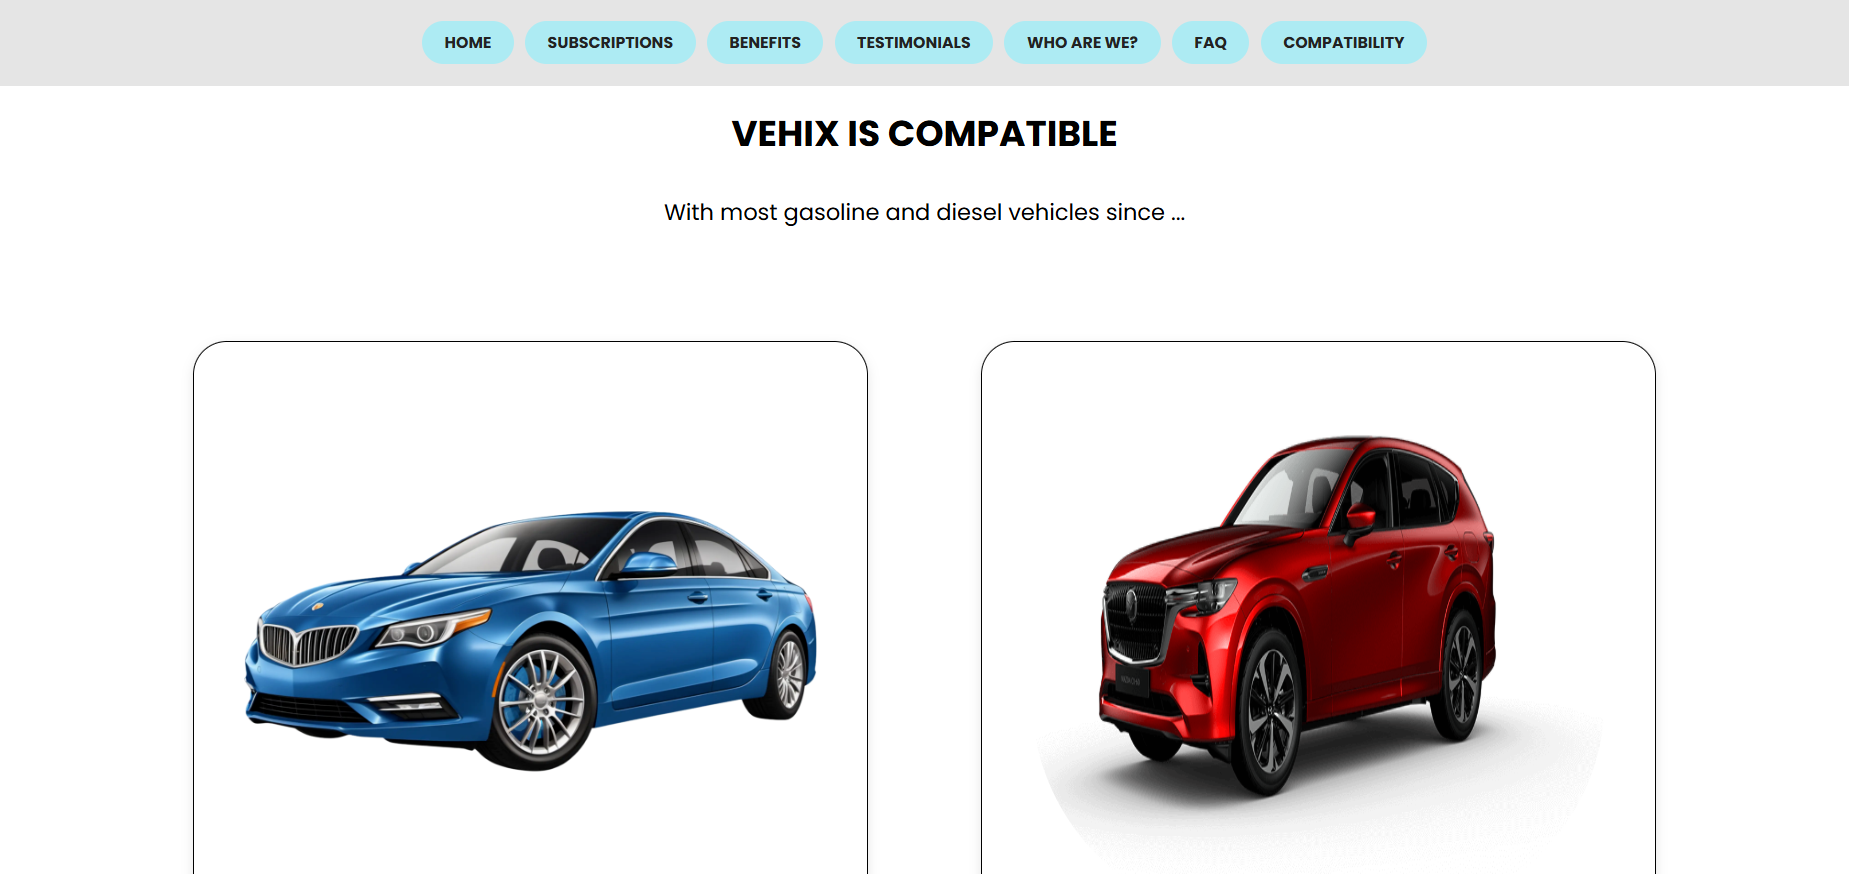 HOME SUBSCRIPTIONS BENEFITS TESTIMONIALS WHO ARE WE? FAQ COMPATIBILITY
VEHIX IS COMPATIBLE
With most gasoline and diesel vehicles since ...